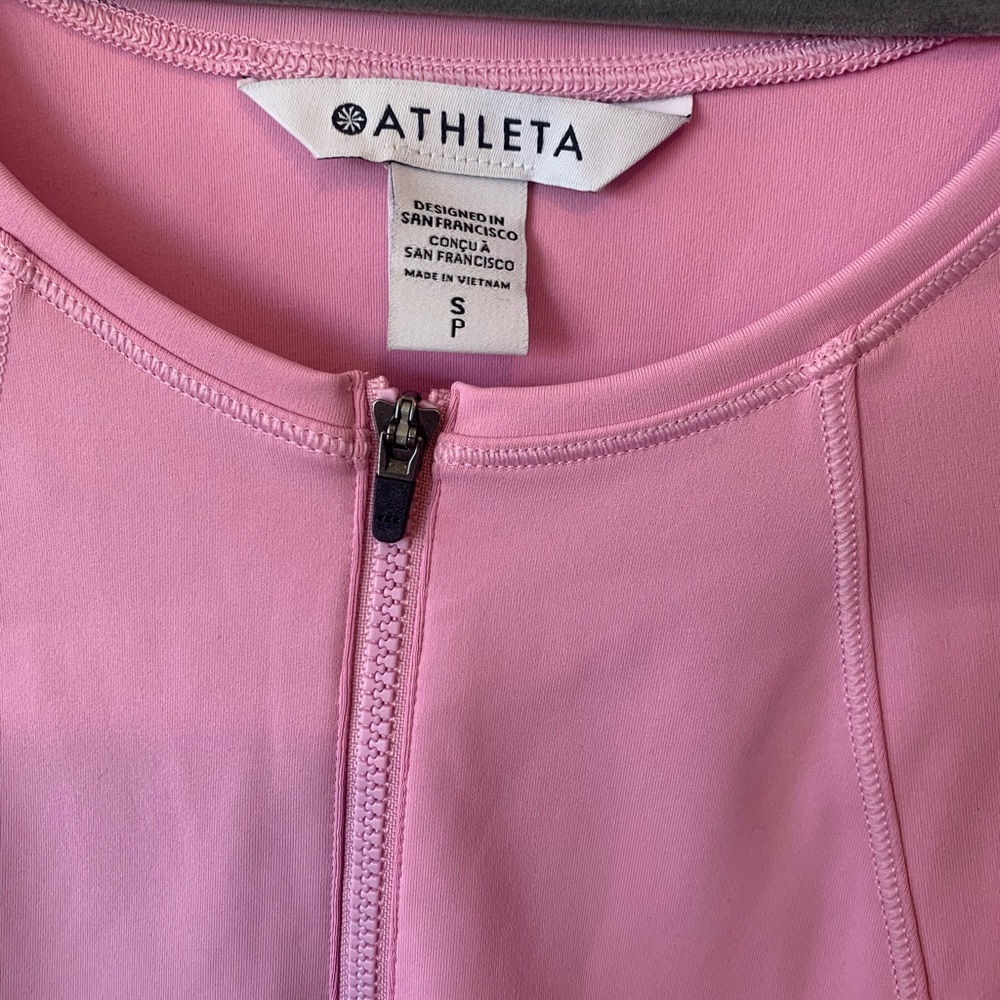 ATHLETA
DESIGNED IN
SAN FRANCISCO
CONÇU À
SAN FRANCISCO
MADE IN VIETNAM
S
P